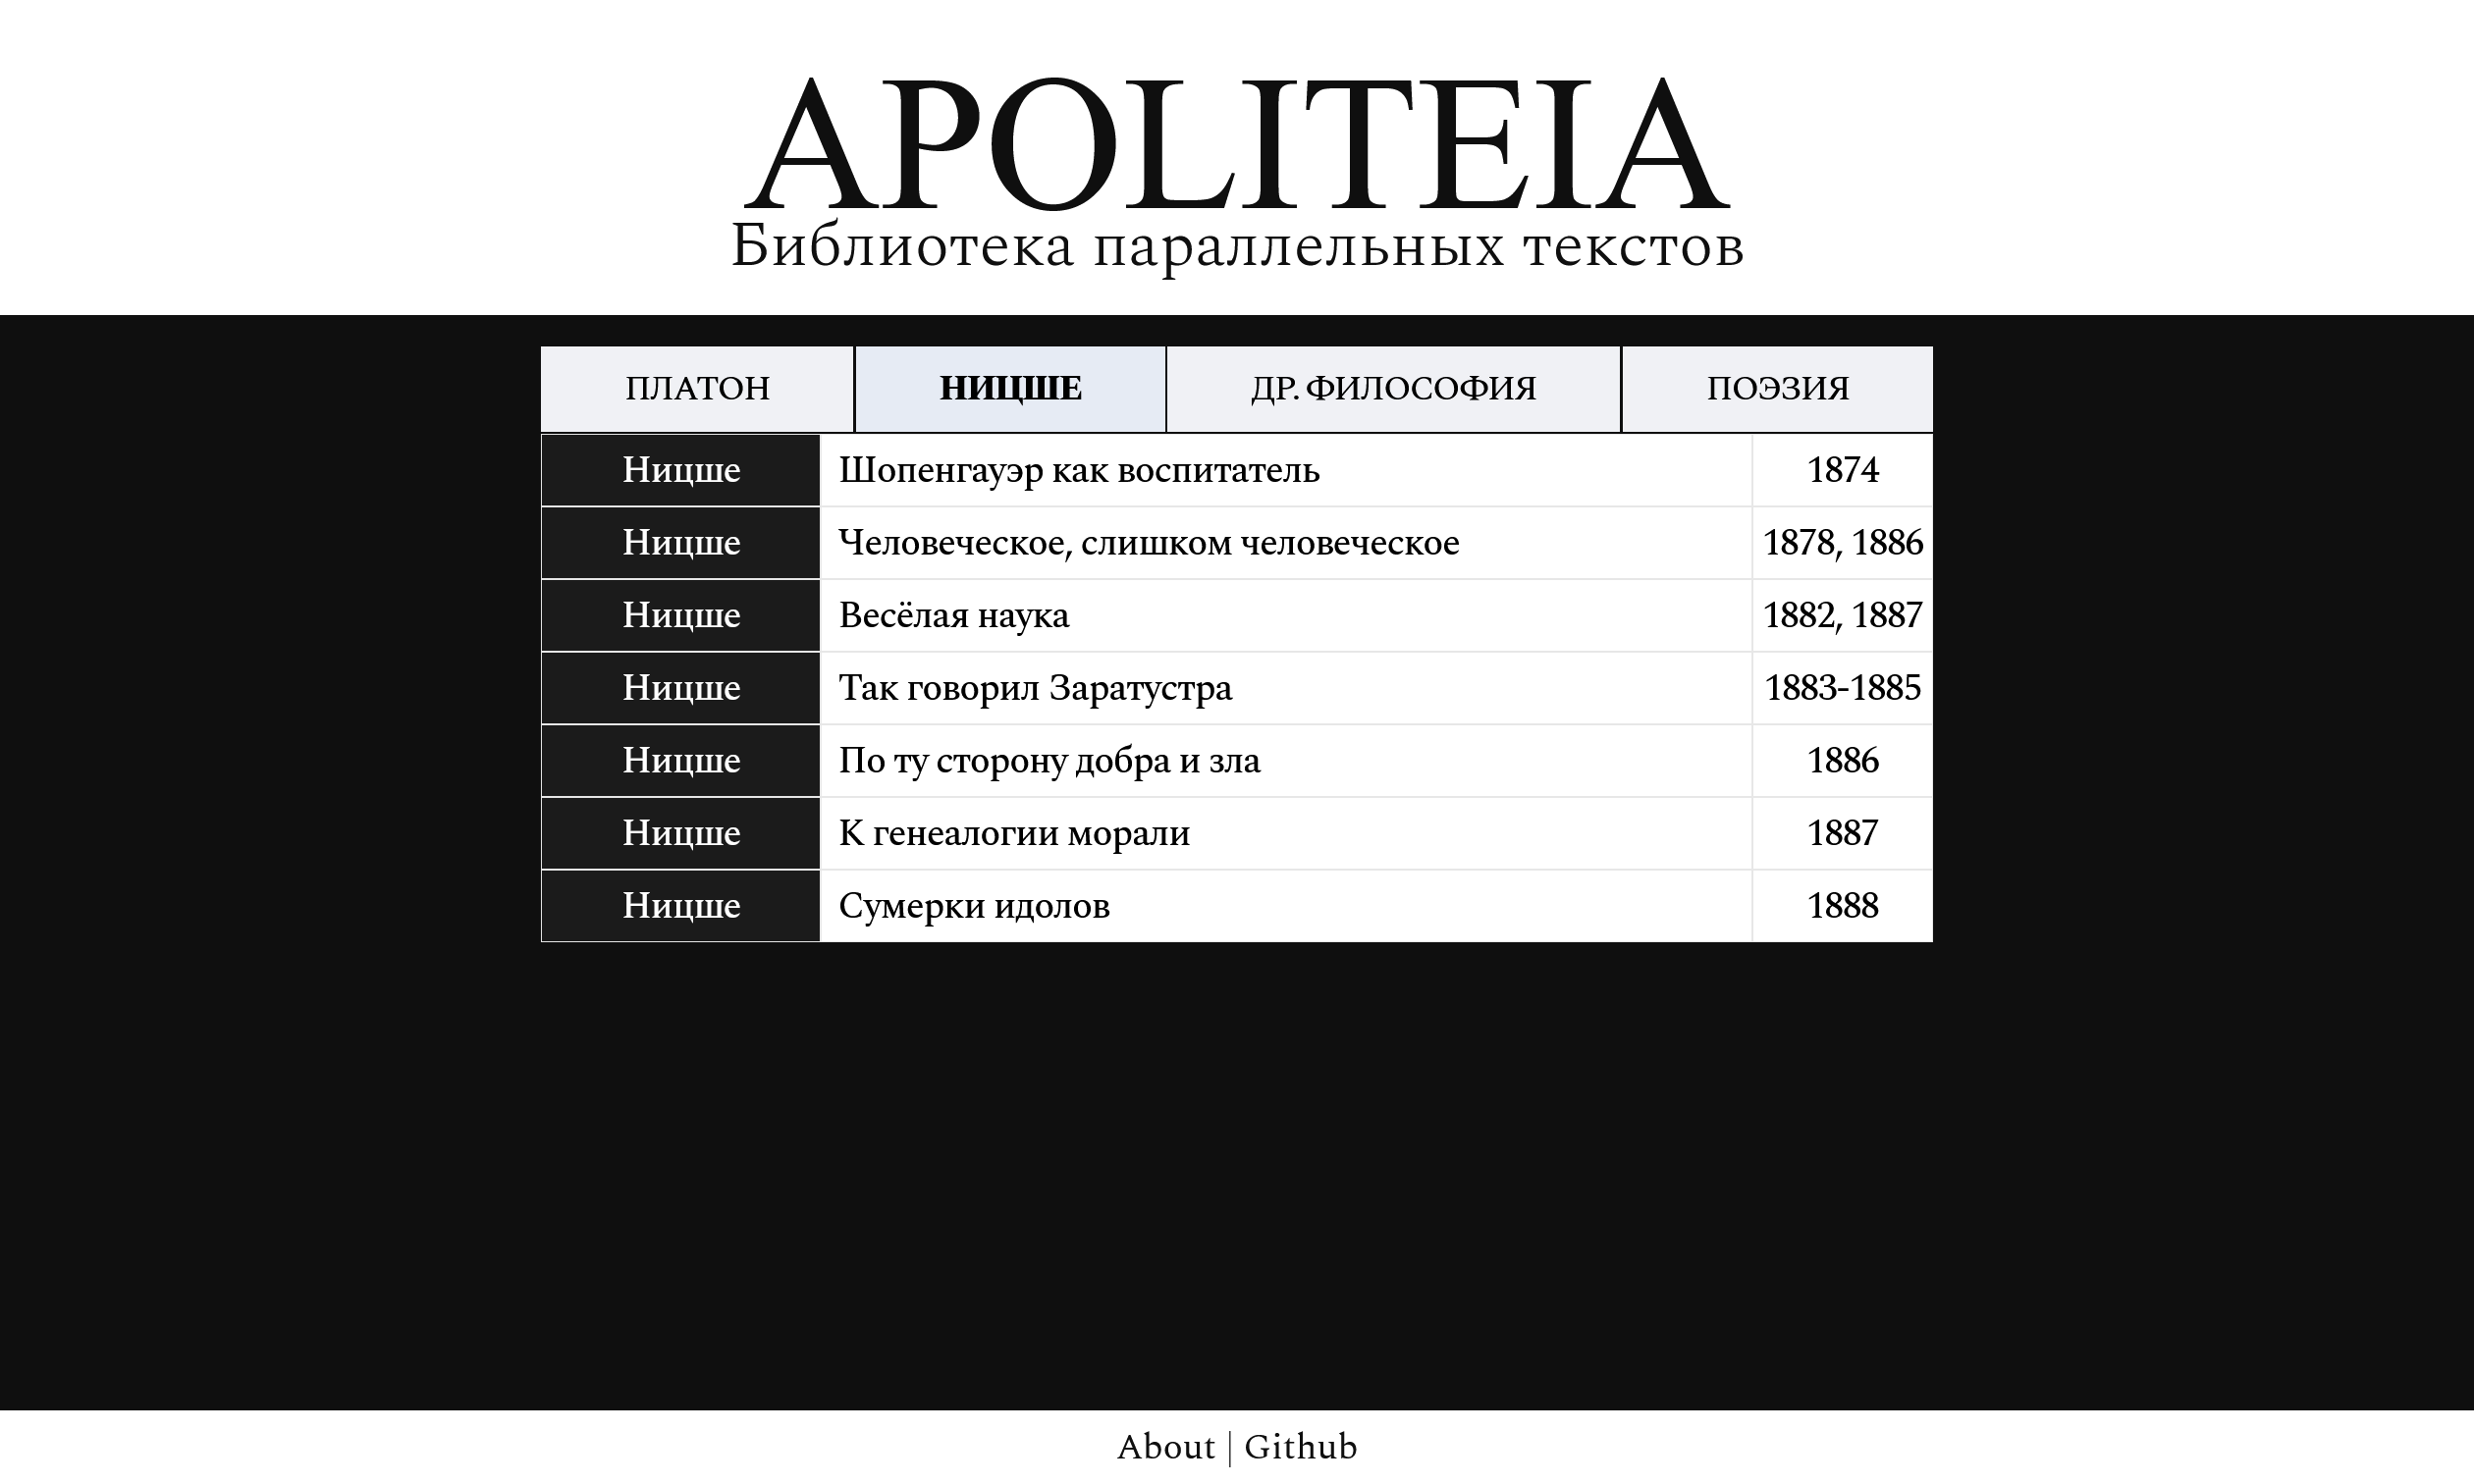 APOLITEIA
Библиотека параллельных текстов
ПЛАТОН НИЦШЕ ДР. ФИЛОСОФИЯ ПОЭЗИЯ
Ницше Шопенгауэр как воспитатель 1874
Ницше Человеческое, слишком человеческое 1878, 1886
Ницше Весёлая наука 1882, 1887
Ницше Так говорил Заратустра 1883-1885
Ницше По ту сторону добра и зла 1886
Ницше К генеалогии морали 1887
Ницше Сумерки идолов 1888
About | Github